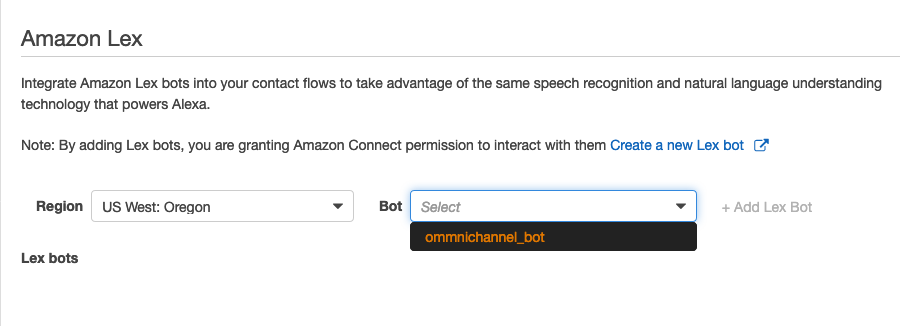 Amazon Lex
Integrate Amazon Lex bots into your contact flows to take advantage of the same speech recognition and natural language understanding
technology that powers Alexa.
Note: By adding Lex bots, you are granting Amazon Connect permission to interact with them Create a new Lex bot
Region US West: Oregon Bot Select + Add Lex Bot
ommnichannel_bot
Lex bots